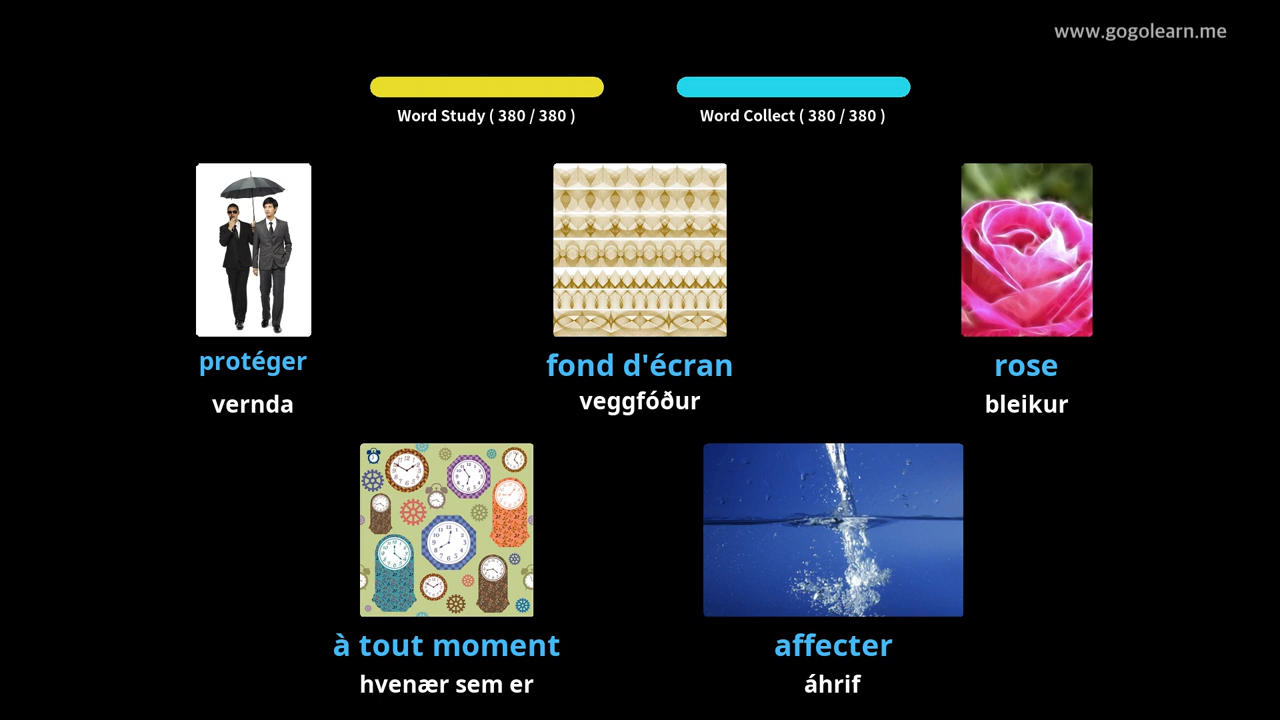 www.gogolearn.me
Word Study ( 380 / 380 )
Word Collect ( 380 / 380 )
protéger
vernda
fond d'écran
veggfóður
rose
bleikur
à tout moment
hvenær sem er
affecter
áhrif